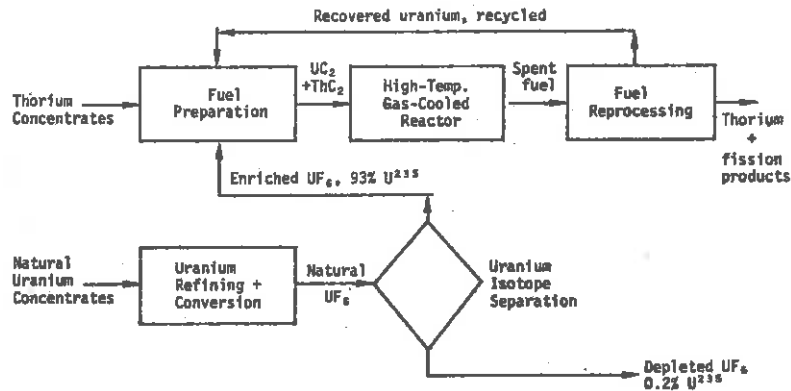 Recovered uranium, recycled
Thorium
Concentrates
Fuel
Preparation
UC₂
+ThC₂
High-Temp.
Gas-Cooled
Reactor
Spent
fuel
Fuel
Reprocessing
Thorium
+
fission
products
Enriched UF₆, 93% U²³⁵
Natural
Uranium
Concentrates
Uranium
Refining +
Conversion
Natural
UF₆
Uranium
Isotope
Separation
Depleted UF₆
0.2% U²³⁵